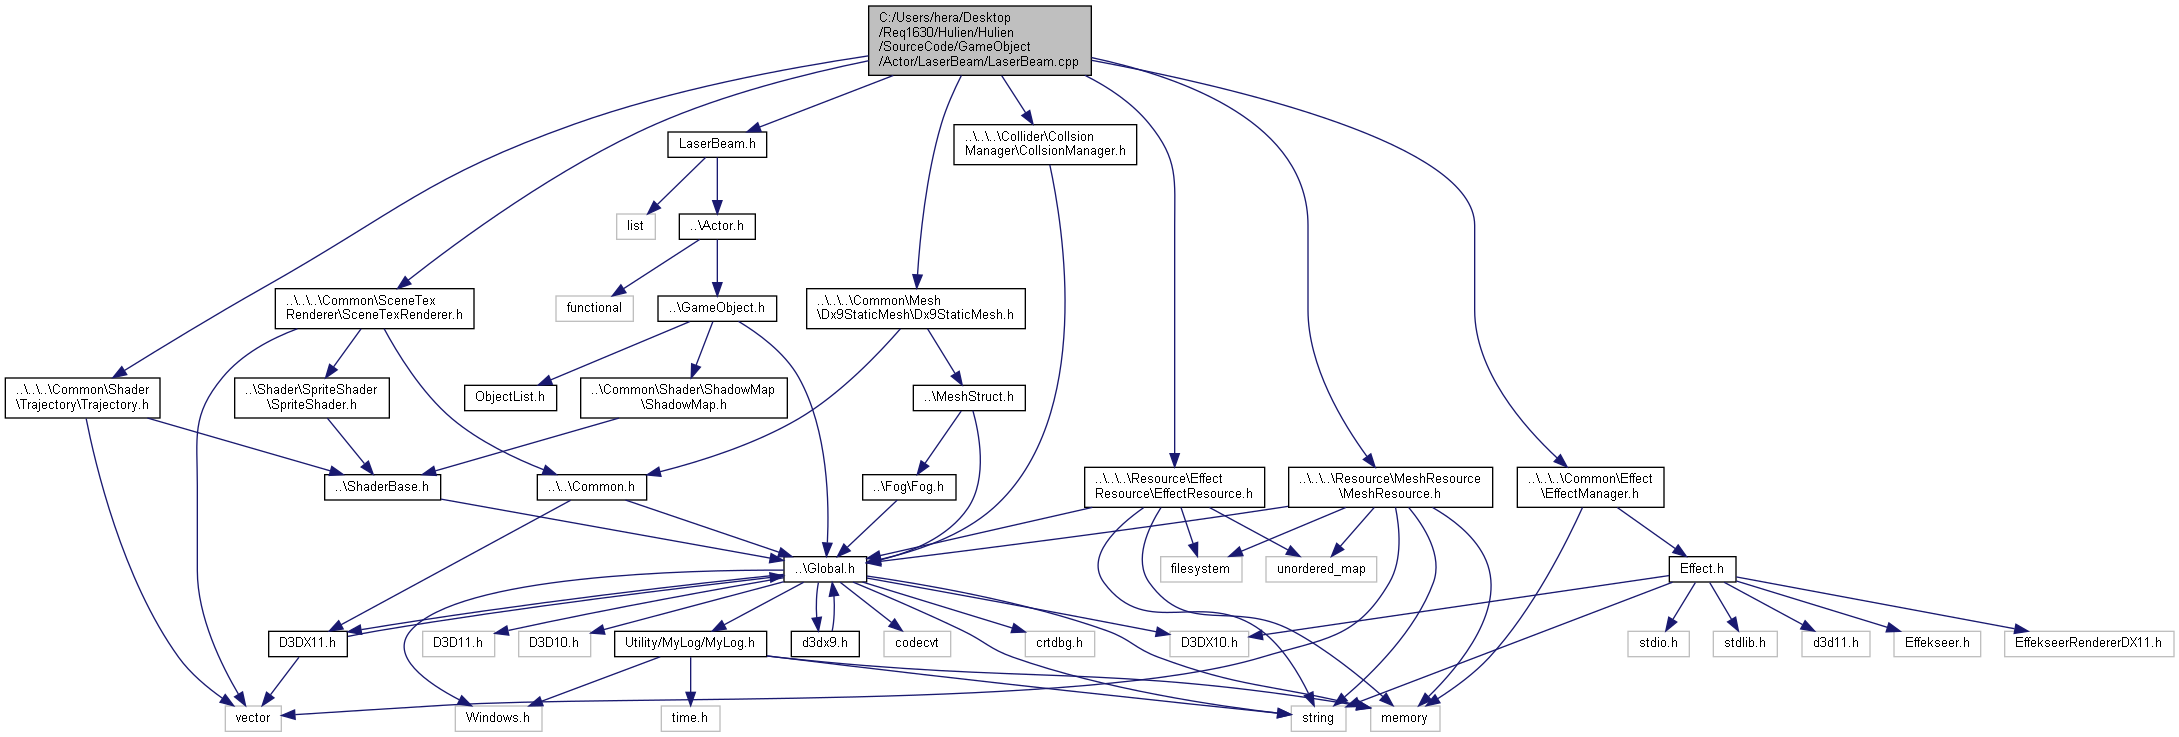 C:/Users/hera/Desktop
/Req1630/Hulien/Hulien
/SourceCode/GameObject
/Actor/LaserBeam/LaserBeam.cpp
LaserBeam.h
..\..\..\Collider\Collsion
Manager\CollsionManager.h
list
..\Actor.h
functional
..\GameObject.h
..\..\..\Common\SceneTex
Renderer\SceneTexRenderer.h
..\..\..\Common\Mesh
\Dx9StaticMesh\Dx9StaticMesh.h
..\..\..\Common\Shader
\Trajectory\Trajectory.h
..\Shader\SpriteShader
\SpriteShader.h
ObjectList.h
..\Common\Shader\ShadowMap
\ShadowMap.h
..\MeshStruct.h
..\ShaderBase.h
..\..\Common.h
..\Fog\Fog.h
..\..\..\Resource\Effect
Resource\EffectResource.h
..\..\..\Resource\MeshResource
\MeshResource.h
..\..\..\Common\Effect
\EffectManager.h
..\Global.h
filesystem
unordered_map
Effect.h
D3DX11.h
D3D11.h
D3D10.h
Utility/MyLog/MyLog.h
d3dx9.h
codecvt
crtdbg.h
D3DX10.h
stdio.h
stdlib.h
d3d11.h
Effekseer.h
EffekseerRendererDX11.h
vector
Windows.h
time.h
string
memory